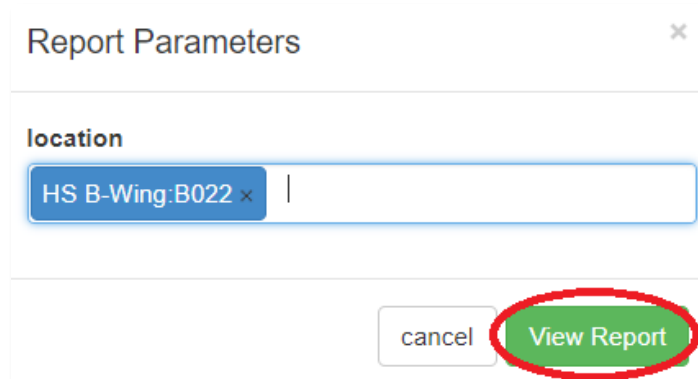 Report Parameters ×
location
HS B-Wing:B022 ×
cancel View Report